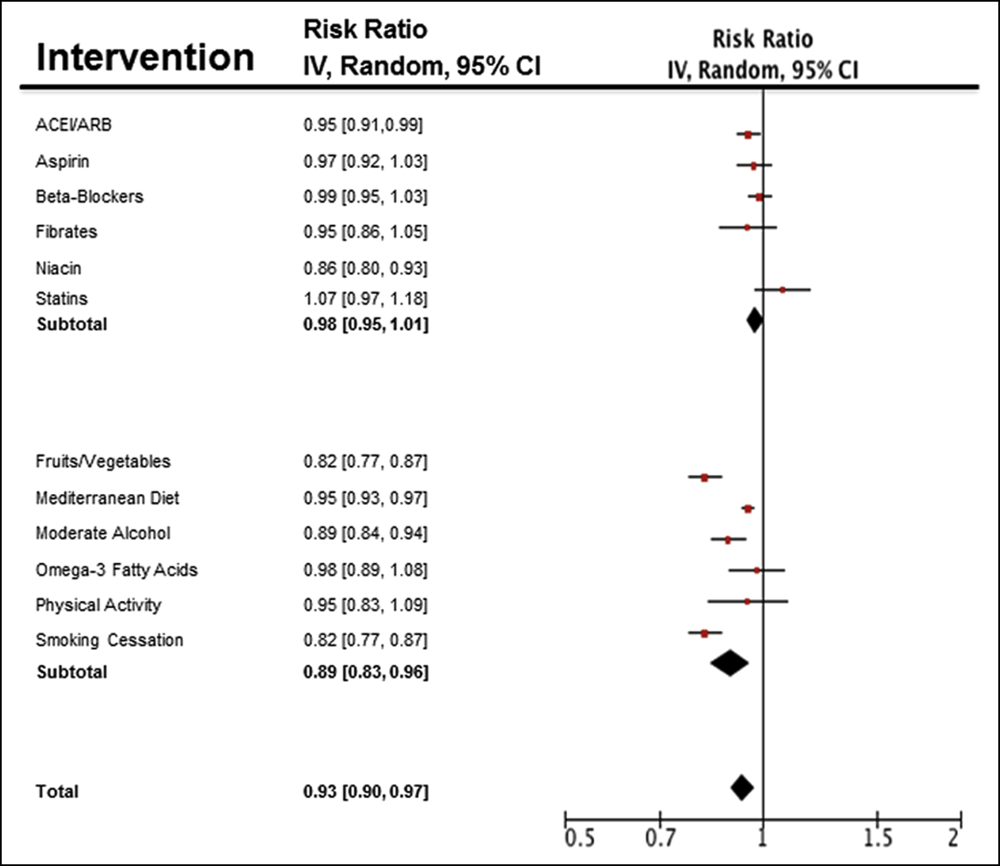 Intervention
Risk Ratio
IV, Random, 95% CI
Risk Ratio
IV, Random, 95% CI
ACEI/ARB 0.95 [0.91,0.99]
Aspirin 0.97 [0.92, 1.03]
Beta-Blockers 0.99 [0.95, 1.03]
Fibrates 0.95 [0.86, 1.05]
Niacin 0.86 [0.80, 0.93]
Statins 1.07 [0.97, 1.18]
Subtotal 0.98 [0.95, 1.01]
Fruits/Vegetables 0.82 [0.77, 0.87]
Mediterranean Diet 0.95 [0.93, 0.97]
Moderate Alcohol 0.89 [0.84, 0.94]
Omega-3 Fatty Acids 0.98 [0.89, 1.08]
Physical Activity 0.95 [0.83, 1.09]
Smoking Cessation 0.82 [0.77, 0.87]
Subtotal 0.89 [0.83, 0.96]
Total 0.93 [0.90, 0.97]
0.5 0.7 1 1.5 2